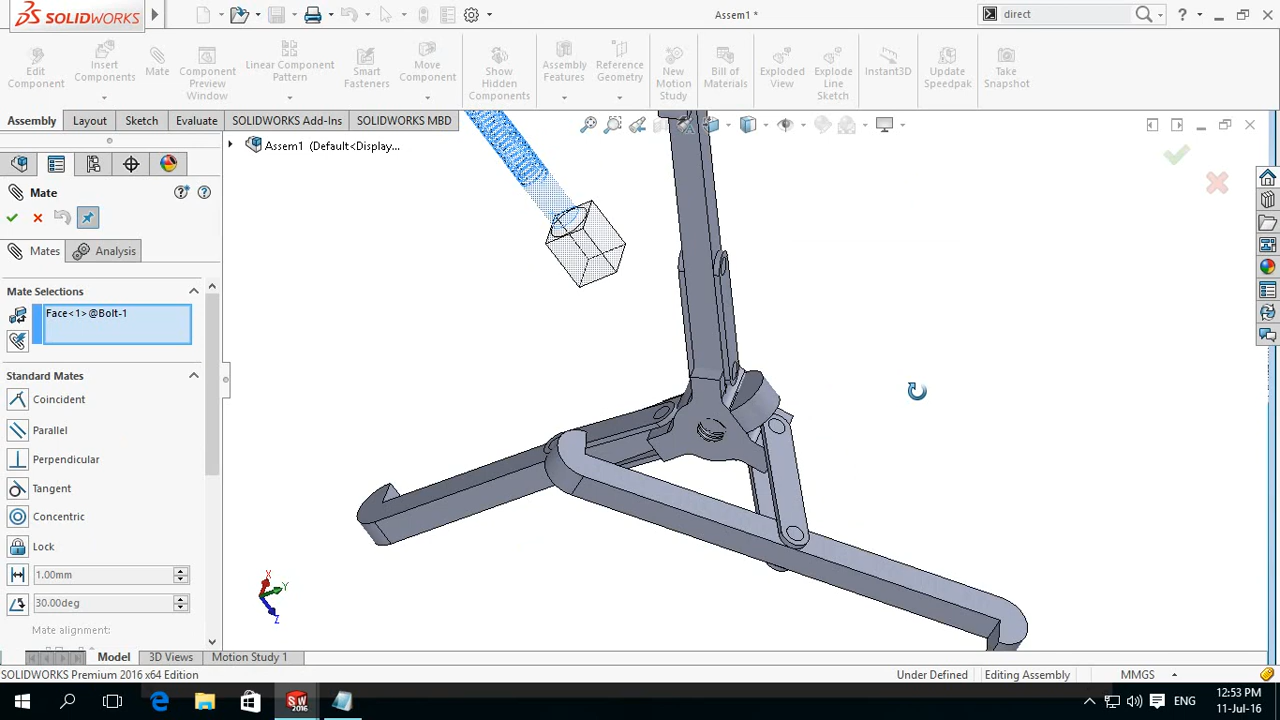 SOLIDWORKS
Assem1 *
direct
Edit Component
Insert Components
Mate
Component Preview Window
Linear Component Pattern
Smart Fasteners
Move Component
Show Hidden Components
Assembly Features
Reference Geometry
New Motion Study
Bill of Materials
Exploded View
Explode Line Sketch
Instant3D
Update Speedpak
Take Snapshot
Assembly Layout Sketch Evaluate SOLIDWORKS Add-Ins SOLIDWORKS MBD
Assem1 (Default<Display...
Mate
Mates Analysis
Mate Selections
Face<1>@Bolt-1
Standard Mates
Coincident
Parallel
Perpendicular
Tangent
Concentric
Lock
1.00mm
30.00deg
Mate alignment:
X
Y
Z
Model 3D Views Motion Study 1
SOLIDWORKS Premium 2016 x64 Edition Under Defined Editing Assembly MMGS
SW 2016
ENG
12:53 PM
11-Jul-16